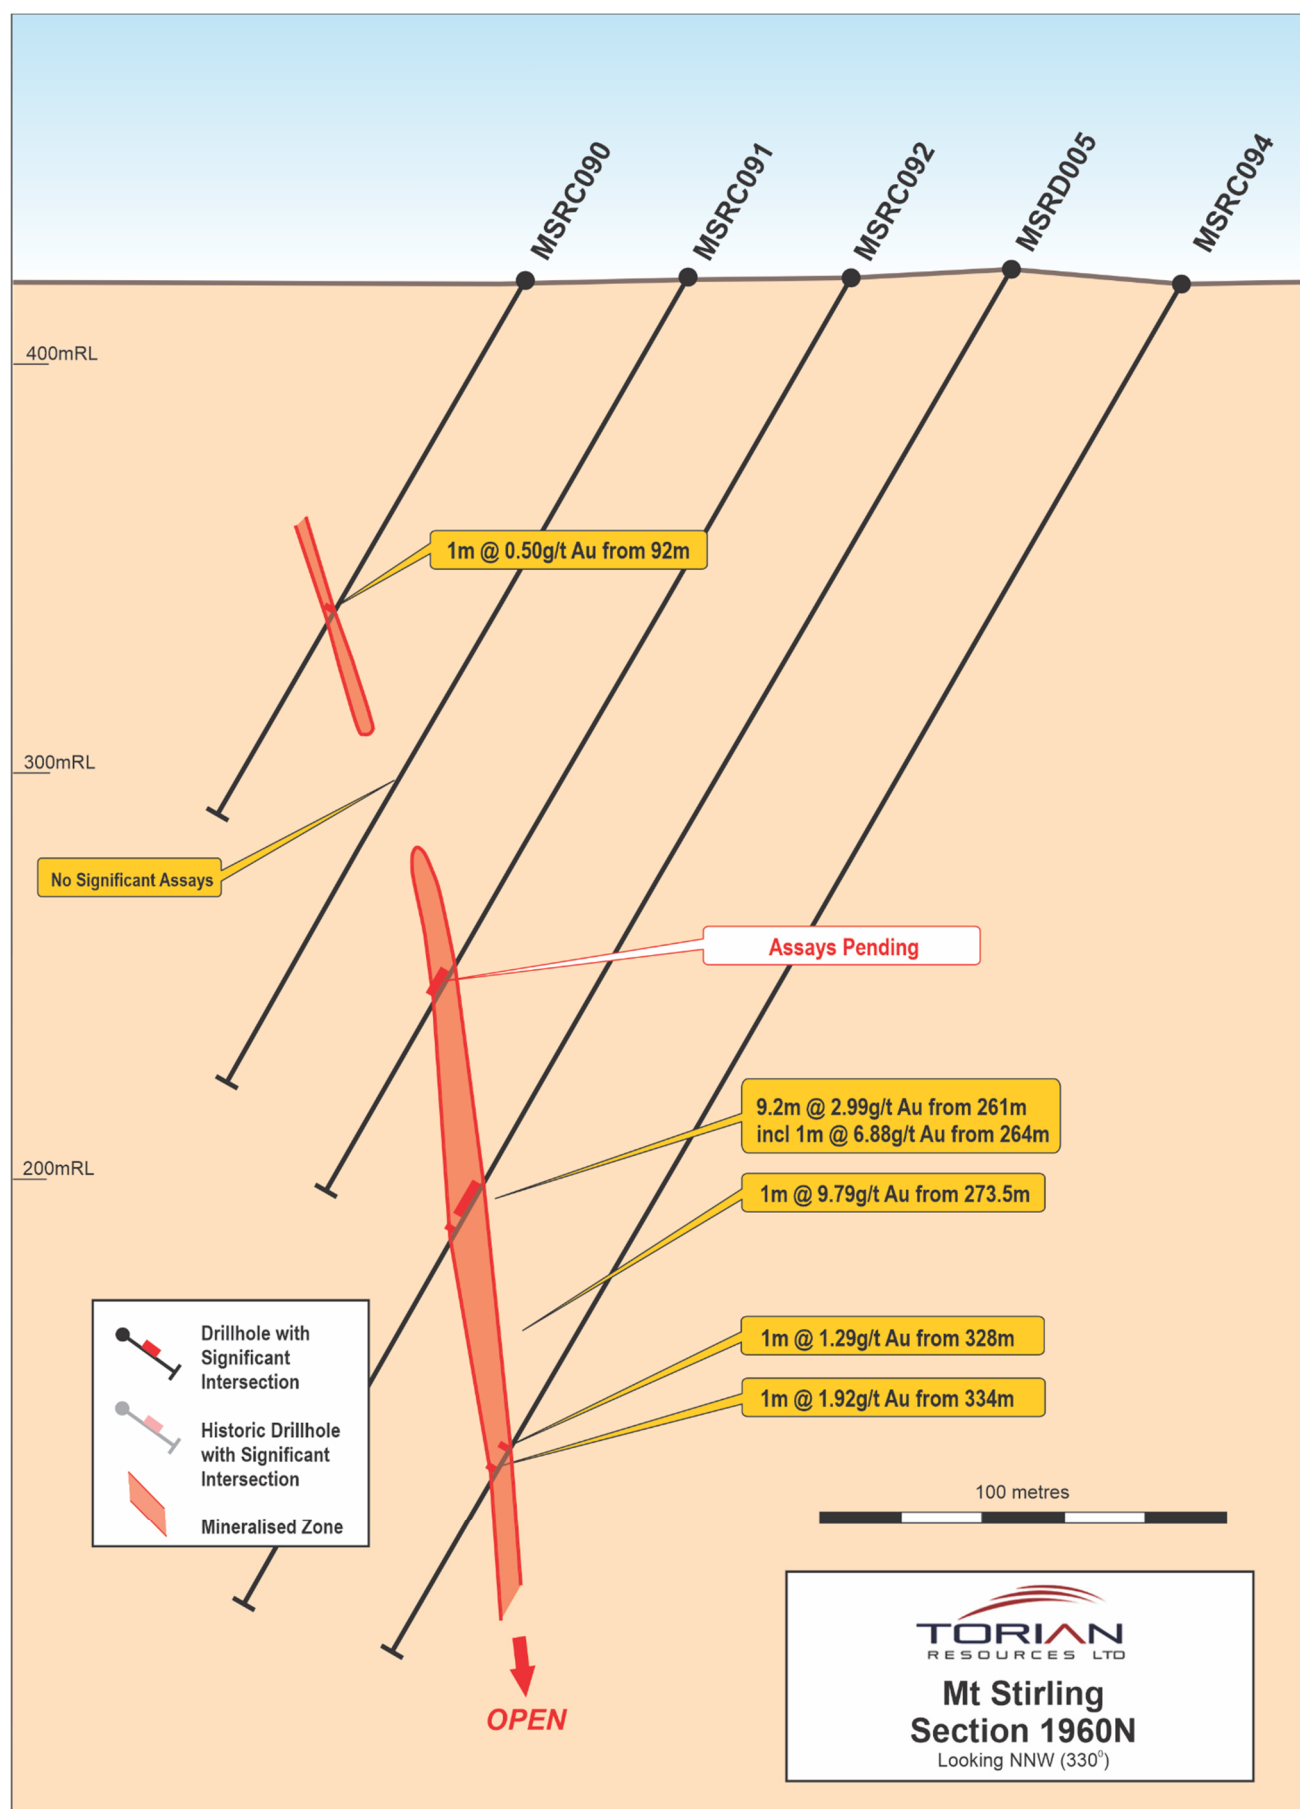 MSRC090
MSRC091
MSRC092
MSRD005
MSRC094
400mRL
1m @ 0.50g/t Au from 92m
300mRL
No Significant Assays
Assays Pending
9.2m @ 2.99g/t Au from 261m
incl 1m @ 6.88g/t Au from 264m
200mRL
1m @ 9.79g/t Au from 273.5m
1m @ 1.29g/t Au from 328m
1m @ 1.92g/t Au from 334m
Drillhole with
Significant
Intersection
Historic Drillhole
with Significant
Intersection
Mineralised Zone
100 metres
OPEN
TORIAN
RESOURCES LTD
Mt Stirling
Section 1960N
Looking NNW (330⁰)